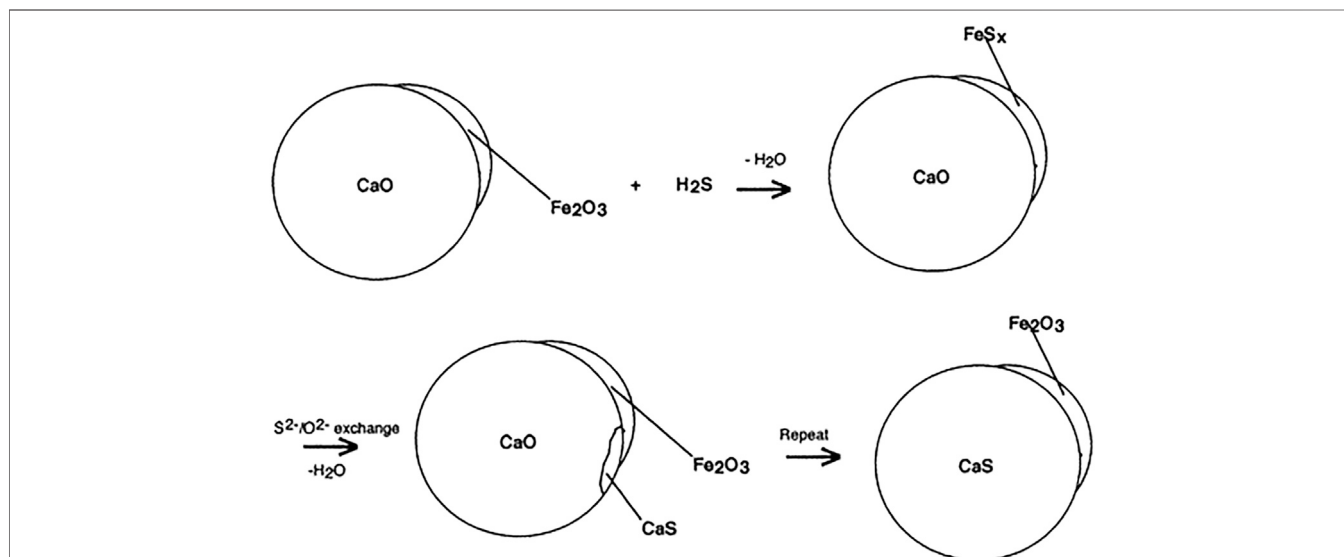 FeSx
CaO
Fe2O3
+ H2S
- H2O
CaO
Fe2O3
S2-/O2- exchange
-H2O
CaO
Fe2O3
CaS
Repeat
CaS